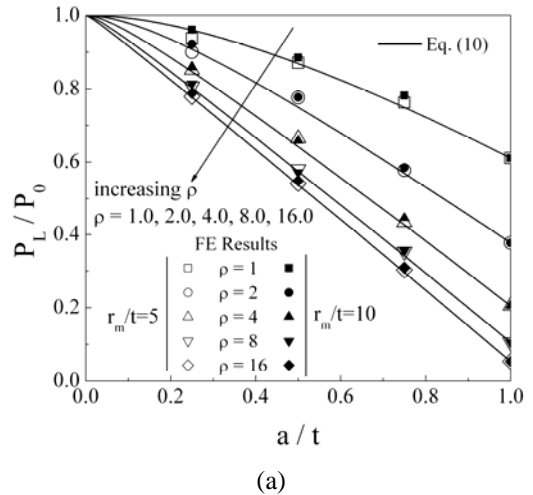 1.0
Eq. (10)
0.8
0.6
increasing ρ
ρ = 1.0, 2.0, 4.0, 8.0, 16.0
0.4
FE Results
ρ = 1
ρ = 2
r_m/t=5 ρ = 4 r_m/t=10
ρ = 8
ρ = 16
0.2
0.0
0.0 0.2 0.4 0.6 0.8 1.0
P_L / P_0
a / t
(a)